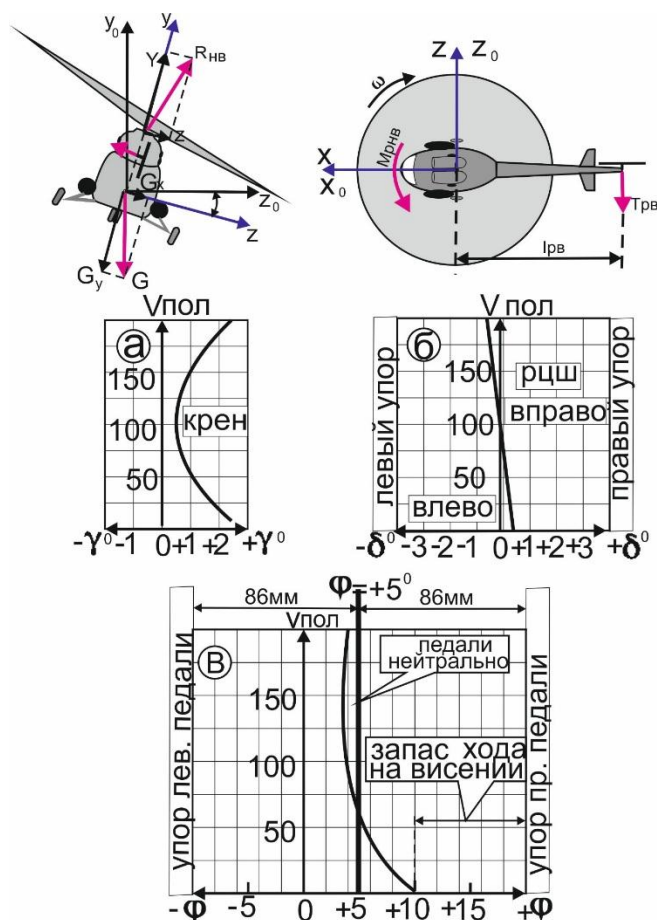 y₀
y
Y
Rнв
z
Gx
z₀
z
Gy
G
Z Z₀
ω
Mрнв
X
X₀
Tрв
lрв
Vпол
а
150
крен
100
50
-γ⁰ -1 0 +1 +2 +γ⁰
V пол
левый упор
б
150
рцш
вправо
100
50
влево
правый упор
-δ⁰ -3 -2 -1 0 +1 +2 +3 +δ⁰
φ=+5⁰
86мм 86мм
Vпол
упор лев. педали
В
педали
нейтрально
150
запас хода
на висении
100
50
упор пр. педали
-φ -5 0 +5 +10 +15 +φ